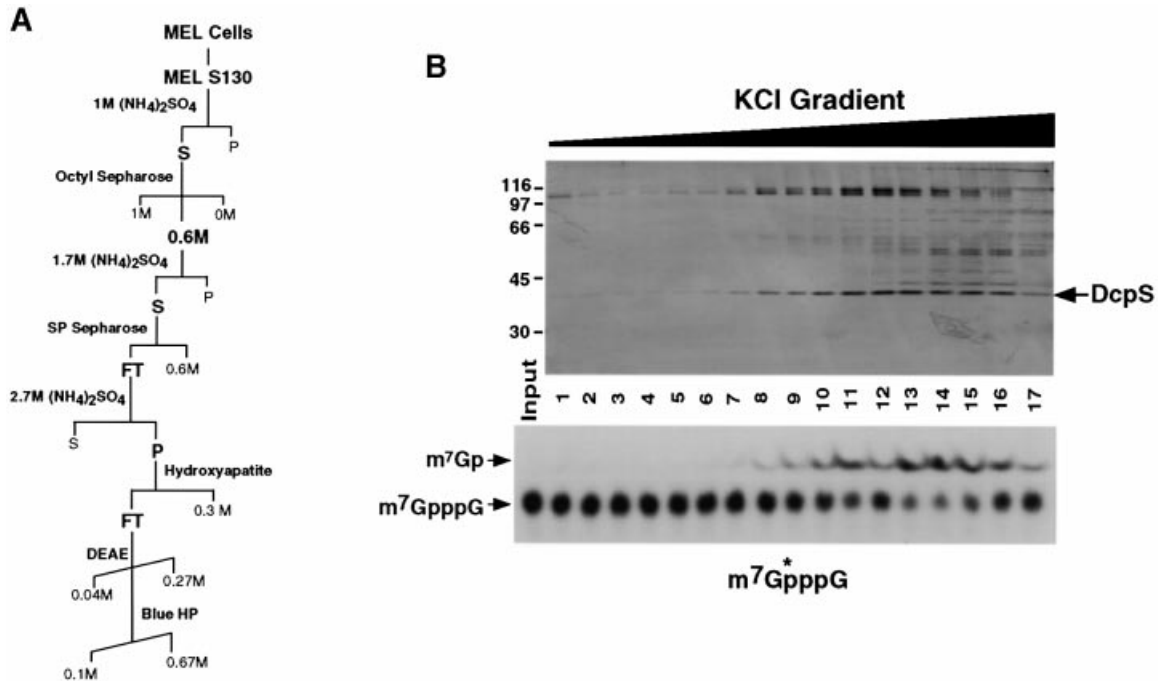 A
MEL Cells
MEL S130
1M (NH4)2SO4
S
P
Octyl Sepharose
1M
0M
0.6M
1.7M (NH4)2SO4
P
S
SP Sepharose
FT
0.6M
2.7M (NH4)2SO4
S
P
Hydroxyapatite
0.3 M
FT
DEAE
0.04M
0.27M
Blue HP
0.1M
0.67M
B
KCl Gradient
116
97
66
45
DcpS
30
Input 1 2 3 4 5 6 7 8 9 10 11 12 13 14 15 16 17
m⁷Gp
m⁷GpppG
*
m⁷GpppG